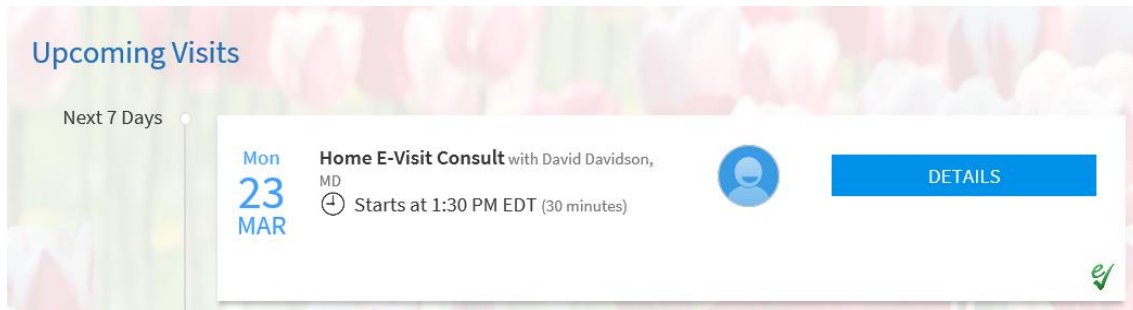 Upcoming Visits
Next 7 Days
Mon
23
MAR
Home E-Visit Consult with David Davidson,
MD
Starts at 1:30 PM EDT (30 minutes)
DETAILS
e